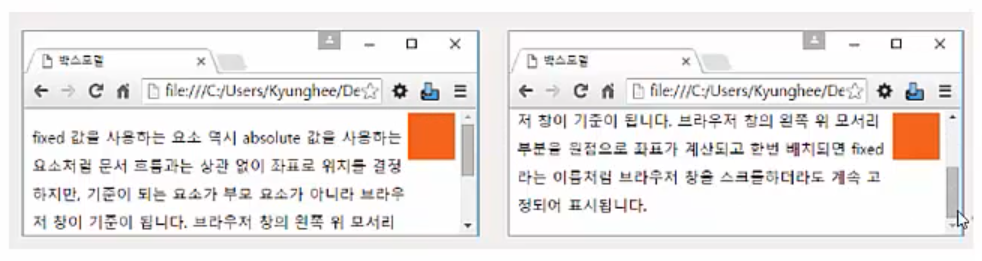 박스모델
file:///C:/Users/Kyunghee/De
fixed 값을 사용하는 요소 역시 absolute 값을 사용하는
요소처럼 문서 흐름과는 상관 없이 좌표로 위치를 결정
하지만, 기준이 되는 요소가 부모 요소가 아니라 브라우
저 창이 기준이 됩니다. 브라우저 창의 왼쪽 위 모서리
박스모델
file:///C:/Users/Kyunghee/De
저 창이 기준이 됩니다. 브라우저 창의 왼쪽 위 모서리
부분을 원점으로 좌표가 계산되고 한번 배치되면 fixed
라는 이름처럼 브라우저 창을 스크롤하더라도 계속 고
정되어 표시됩니다.